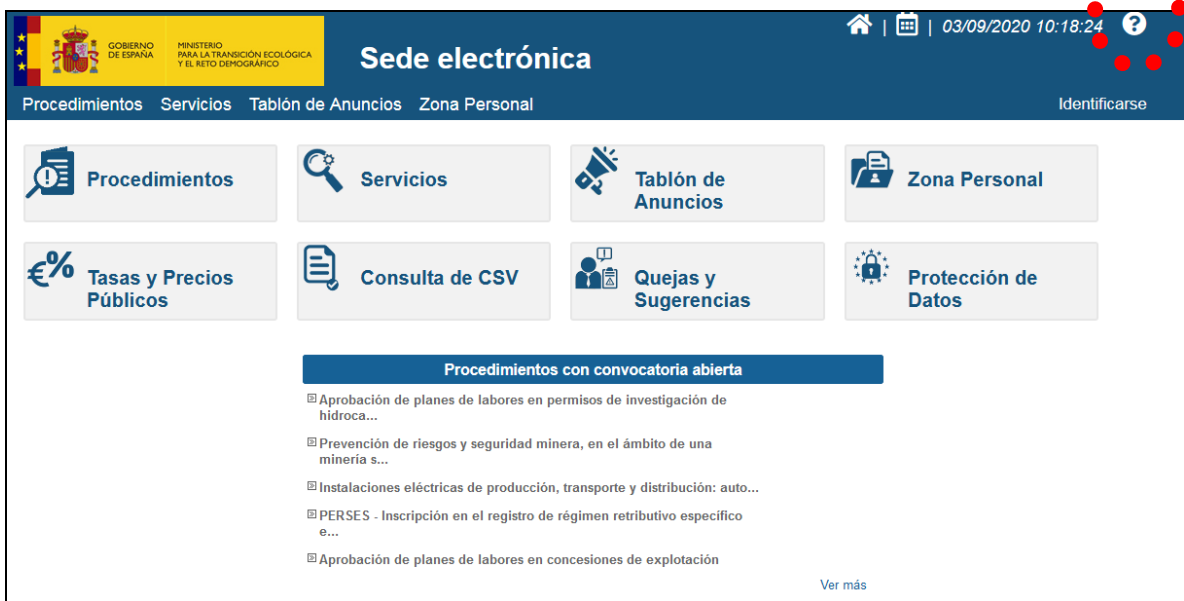 GOBIERNO
DE ESPAÑA
MINISTERIO
PARA LA TRANSICIÓN ECOLÓGICA
Y EL RETO DEMOGRÁFICO
Sede electrónica
| | 03/09/2020 10:18:24 ?
Procedimientos Servicios Tablón de Anuncios Zona Personal Identificarse
Procedimientos
Servicios
Tablón de
Anuncios
Zona Personal
€% Tasas y Precios
Públicos
Consulta de CSV
Quejas y
Sugerencias
Protección de
Datos
Procedimientos con convocatoria abierta
Aprobación de planes de labores en permisos de investigación de
hidroca...
Prevención de riesgos y seguridad minera, en el ámbito de una
minería s...
Instalaciones eléctricas de producción, transporte y distribución: auto...
PERSES - Inscripción en el registro de régimen retributivo específico
e...
Aprobación de planes de labores en concesiones de explotación
Ver más